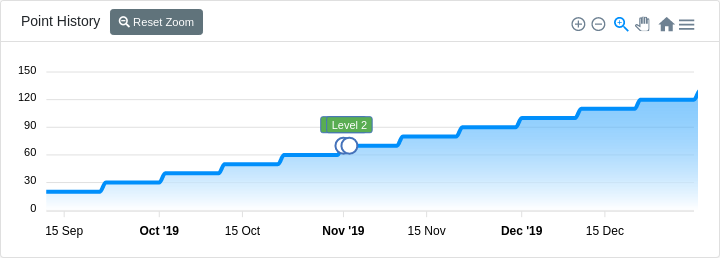 Point History
Reset Zoom
150
120
90
60
30
0
Level 2
15 Sep
Oct '19
15 Oct
Nov '19
15 Nov
Dec '19
15 Dec